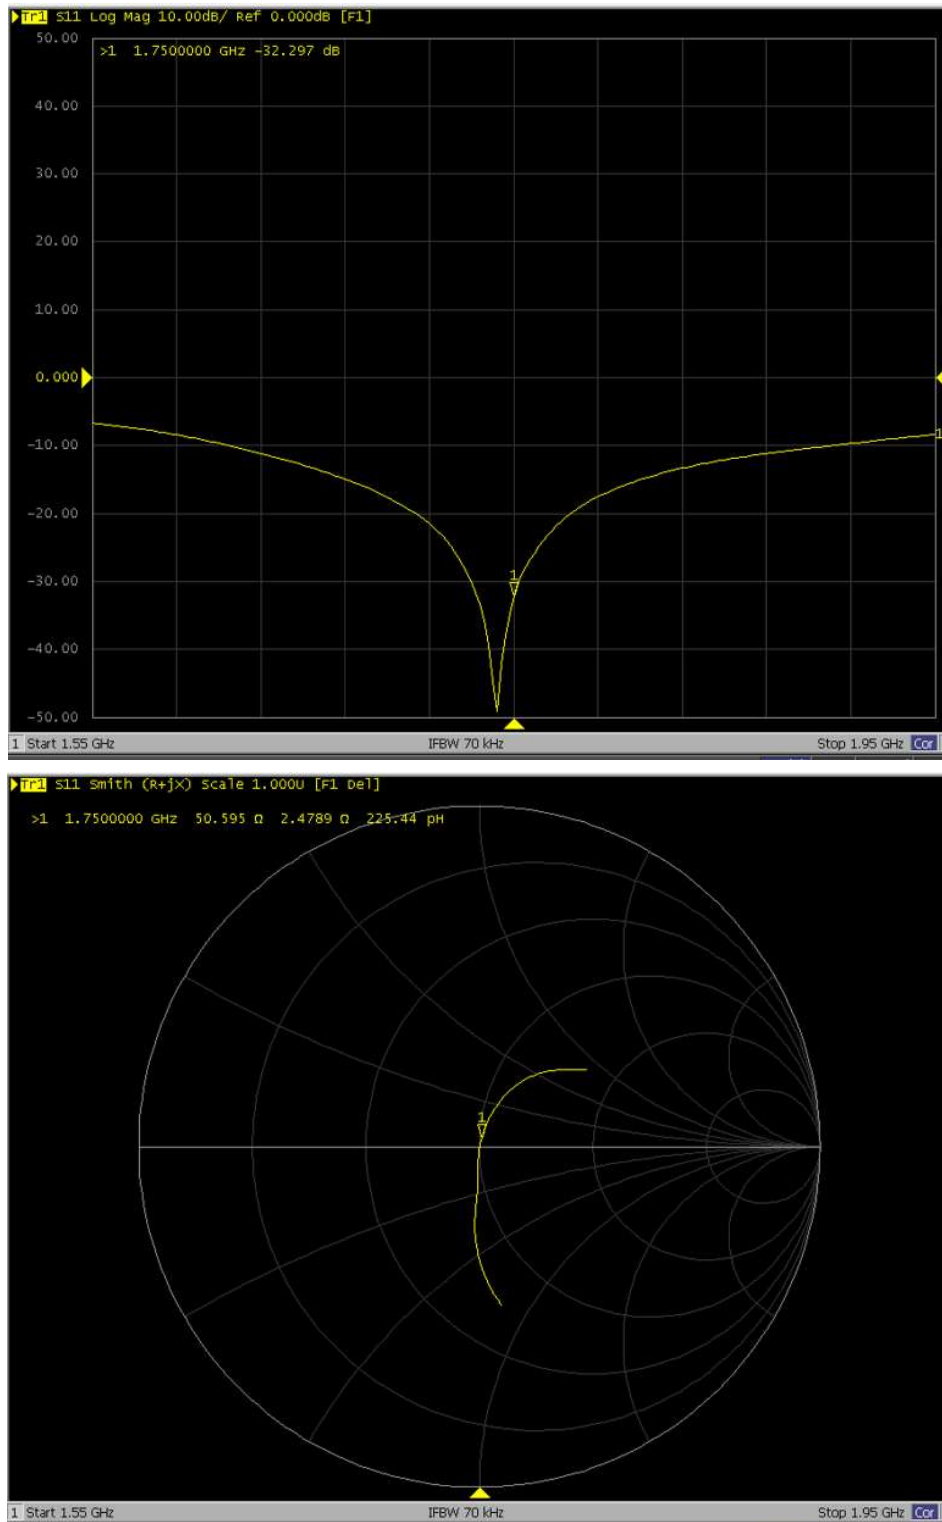 Tr1 S11 Log Mag 10.00dB/ Ref 0.000dB [F1]
50.00
>1 1.7500000 GHz -32.297 dB
40.00
30.00
20.00
10.00
0.000
-10.00
1
-20.00
-30.00
1
-40.00
-50.00
1 Start 1.55 GHz IFBW 70 kHz Stop 1.95 GHz Cor
Tr1 S11 Smith (R+jX) Scale 1.000U [F1 Del]
>1 1.7500000 GHz 50.595 Ω 2.4789 Ω 225.44 pH
1
1 Start 1.55 GHz IFBW 70 kHz Stop 1.95 GHz Cor